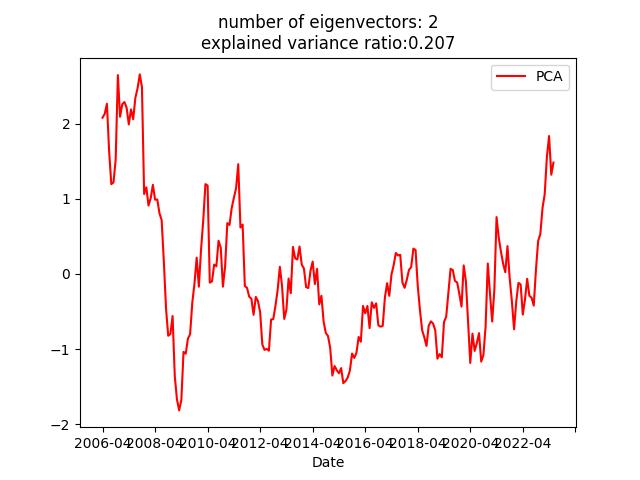 number of eigenvectors: 2
explained variance ratio:0.207
PCA
2
1
0
−1
−2
2006-04 2008-04 2010-04 2012-04 2014-04 2016-04 2018-04 2020-04 2022-04
Date